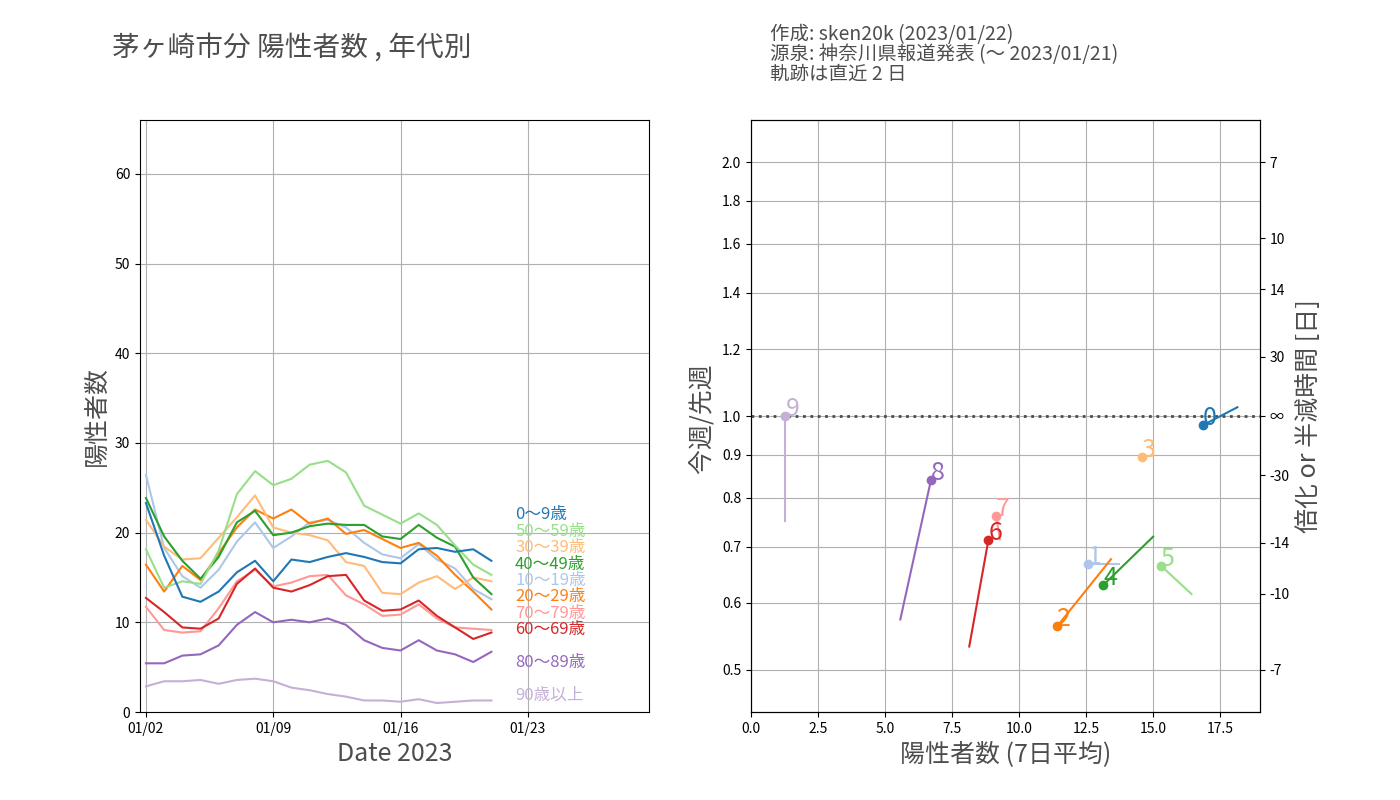 茅ヶ崎市分 陽性者数 , 年代別
作成: sken20k (2023/01/22)
源泉: 神奈川県報道発表 (〜 2023/01/21)
軌跡は直近 2 日
陽性者数
60
50
40
30
20
10
0
0〜9歳
50〜59歳
30〜39歳
40〜49歳
10〜19歳
20〜29歳
70〜79歳
60〜69歳
80〜89歳
90歳以上
01/02
01/09
01/16
01/23
Date 2023
今週/先週
2.0
1.8
1.6
1.4
1.2
1.0
0.9
0.8
0.7
0.6
0.5
9
0
3
8
7
6
1
5
4
2
7
10
14
30
∞
-30
-14
-10
-7
倍化 or 半減時間 [日]
0.0
2.5
5.0
7.5
10.0
12.5
15.0
17.5
陽性者数 (7日平均)